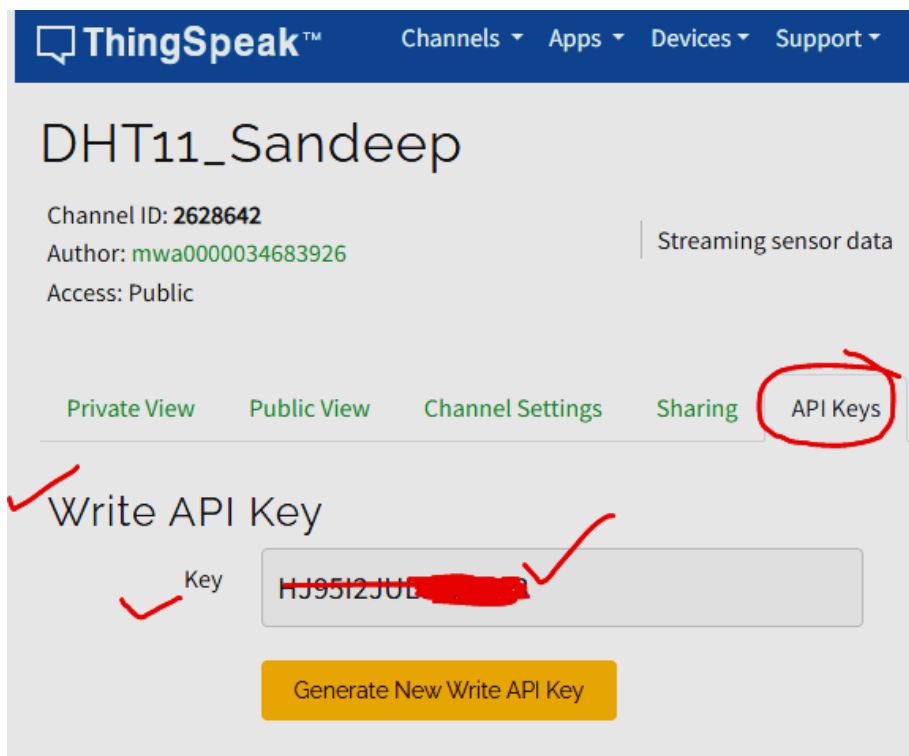 ThingSpeak™ Channels Apps Devices Support
DHT11_Sandeep
Channel ID: 2628642
Author: mwa0000034683926
Streaming sensor data
Access: Public
Private View Public View Channel Settings Sharing API Keys
Write API Key
Key
Generate New Write API Key